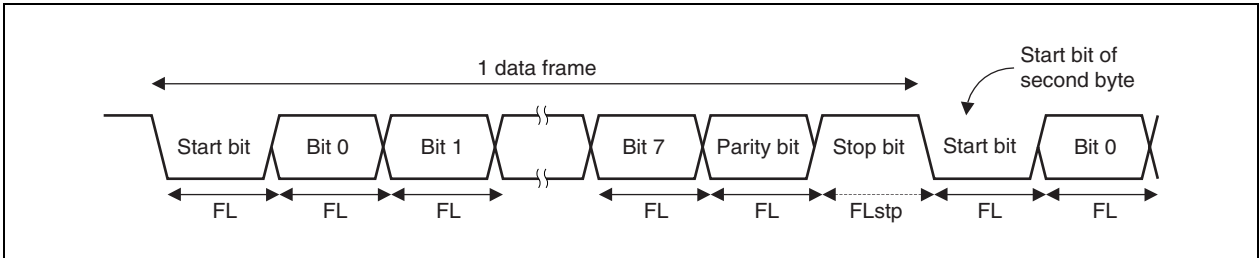 1 data frame
Start bit of
second byte
Start bit Bit 0 Bit 1 Bit 7 Parity bit Stop bit Start bit Bit 0
FL FL FL FL FL FLstp FL FL